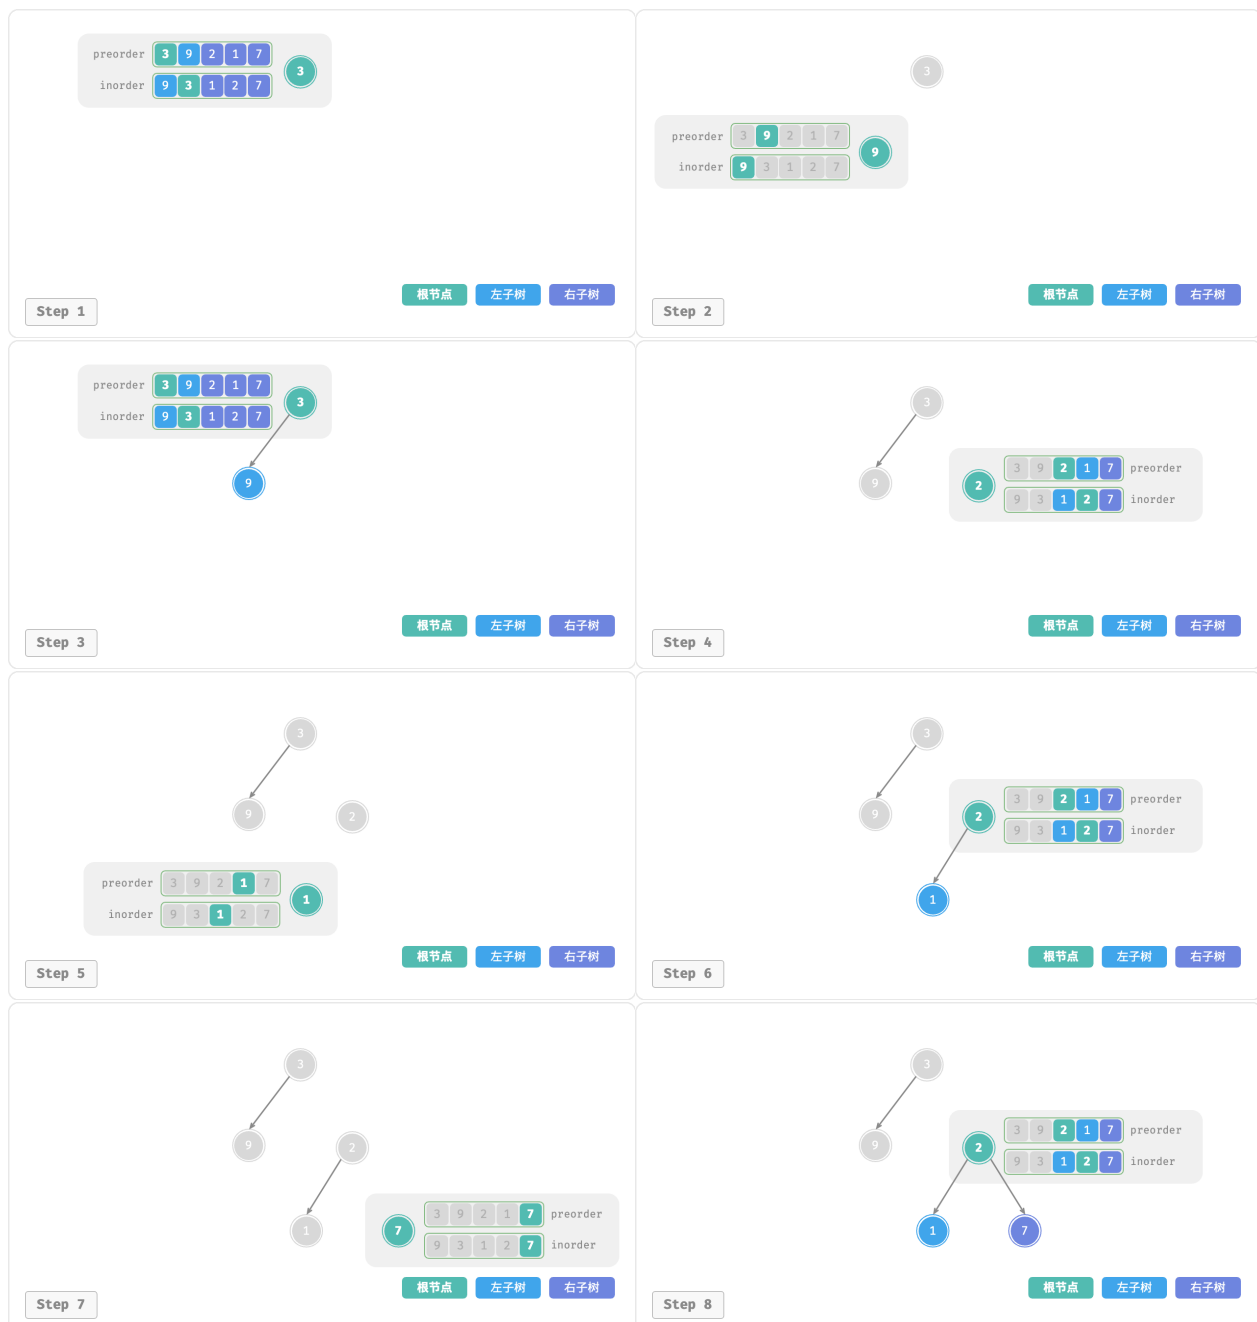 preorder 3 9 2 1 7
inorder 9 3 1 2 7
3
根节点 左子树 右子树
Step 1
3
preorder 3 9 2 1 7
inorder 9 3 1 2 7
9
根节点 左子树 右子树
Step 2
preorder 3 9 2 1 7
inorder 9 3 1 2 7
3
9
根节点 左子树 右子树
Step 3
3
9
2
3 9 2 1 7 preorder
9 3 1 2 7 inorder
根节点 左子树 右子树
Step 4
3
9
2
preorder 3 9 2 1 7
inorder 9 3 1 2 7
1
根节点 左子树 右子树
Step 5
3
9
2
3 9 2 1 7 preorder
9 3 1 2 7 inorder
1
根节点 左子树 右子树
Step 6
3
9
2
1
7
3 9 2 1 7 preorder
9 3 1 2 7 inorder
根节点 左子树 右子树
Step 7
3
9
2
3 9 2 1 7 preorder
9 3 1 2 7 inorder
1
7
根节点 左子树 右子树
Step 8